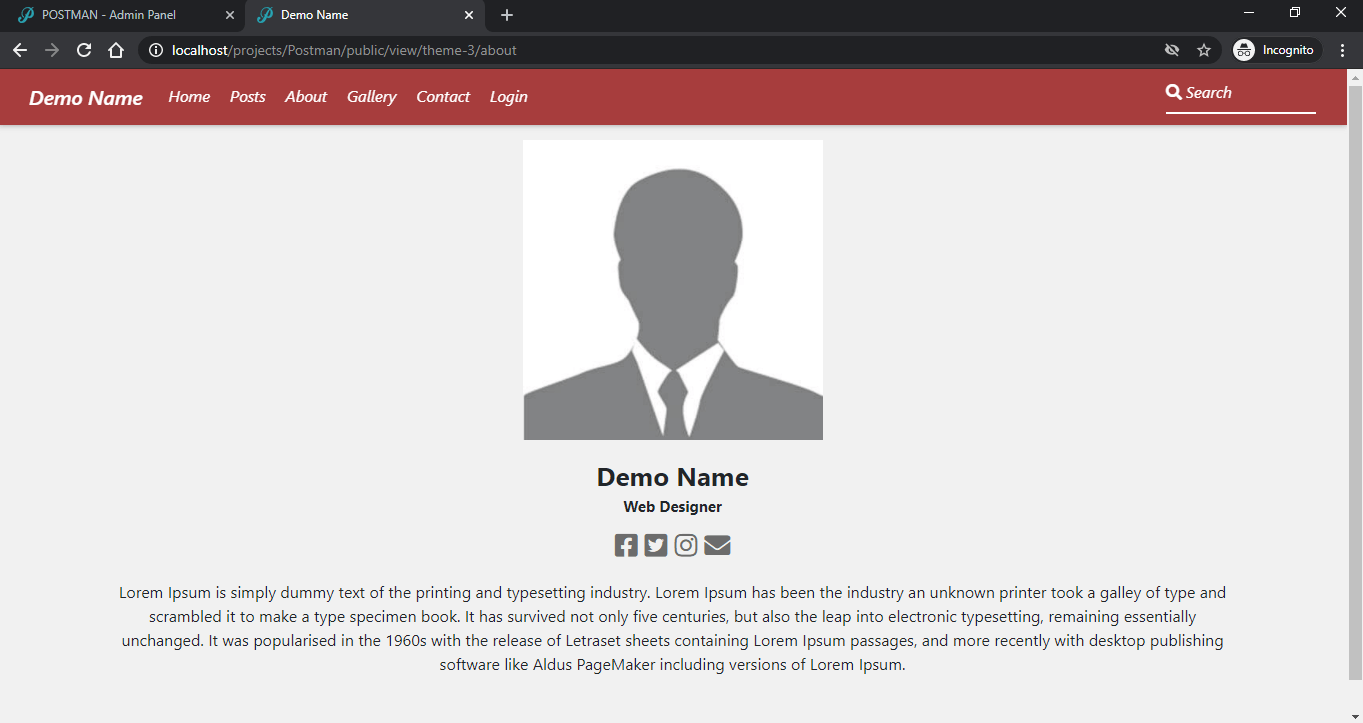 POSTMAN - Admin Panel
Demo Name
localhost/projects/Postman/public/view/theme-3/about
Incognito
Demo Name Home Posts About Gallery Contact Login Search
Demo Name
Web Designer
Lorem Ipsum is simply dummy text of the printing and typesetting industry. Lorem Ipsum has been the industry an unknown printer took a galley of type and
scrambled it to make a type specimen book. It has survived not only five centuries, but also the leap into electronic typesetting, remaining essentially
unchanged. It was popularised in the 1960s with the release of Letraset sheets containing Lorem Ipsum passages, and more recently with desktop publishing
software like Aldus PageMaker including versions of Lorem Ipsum.